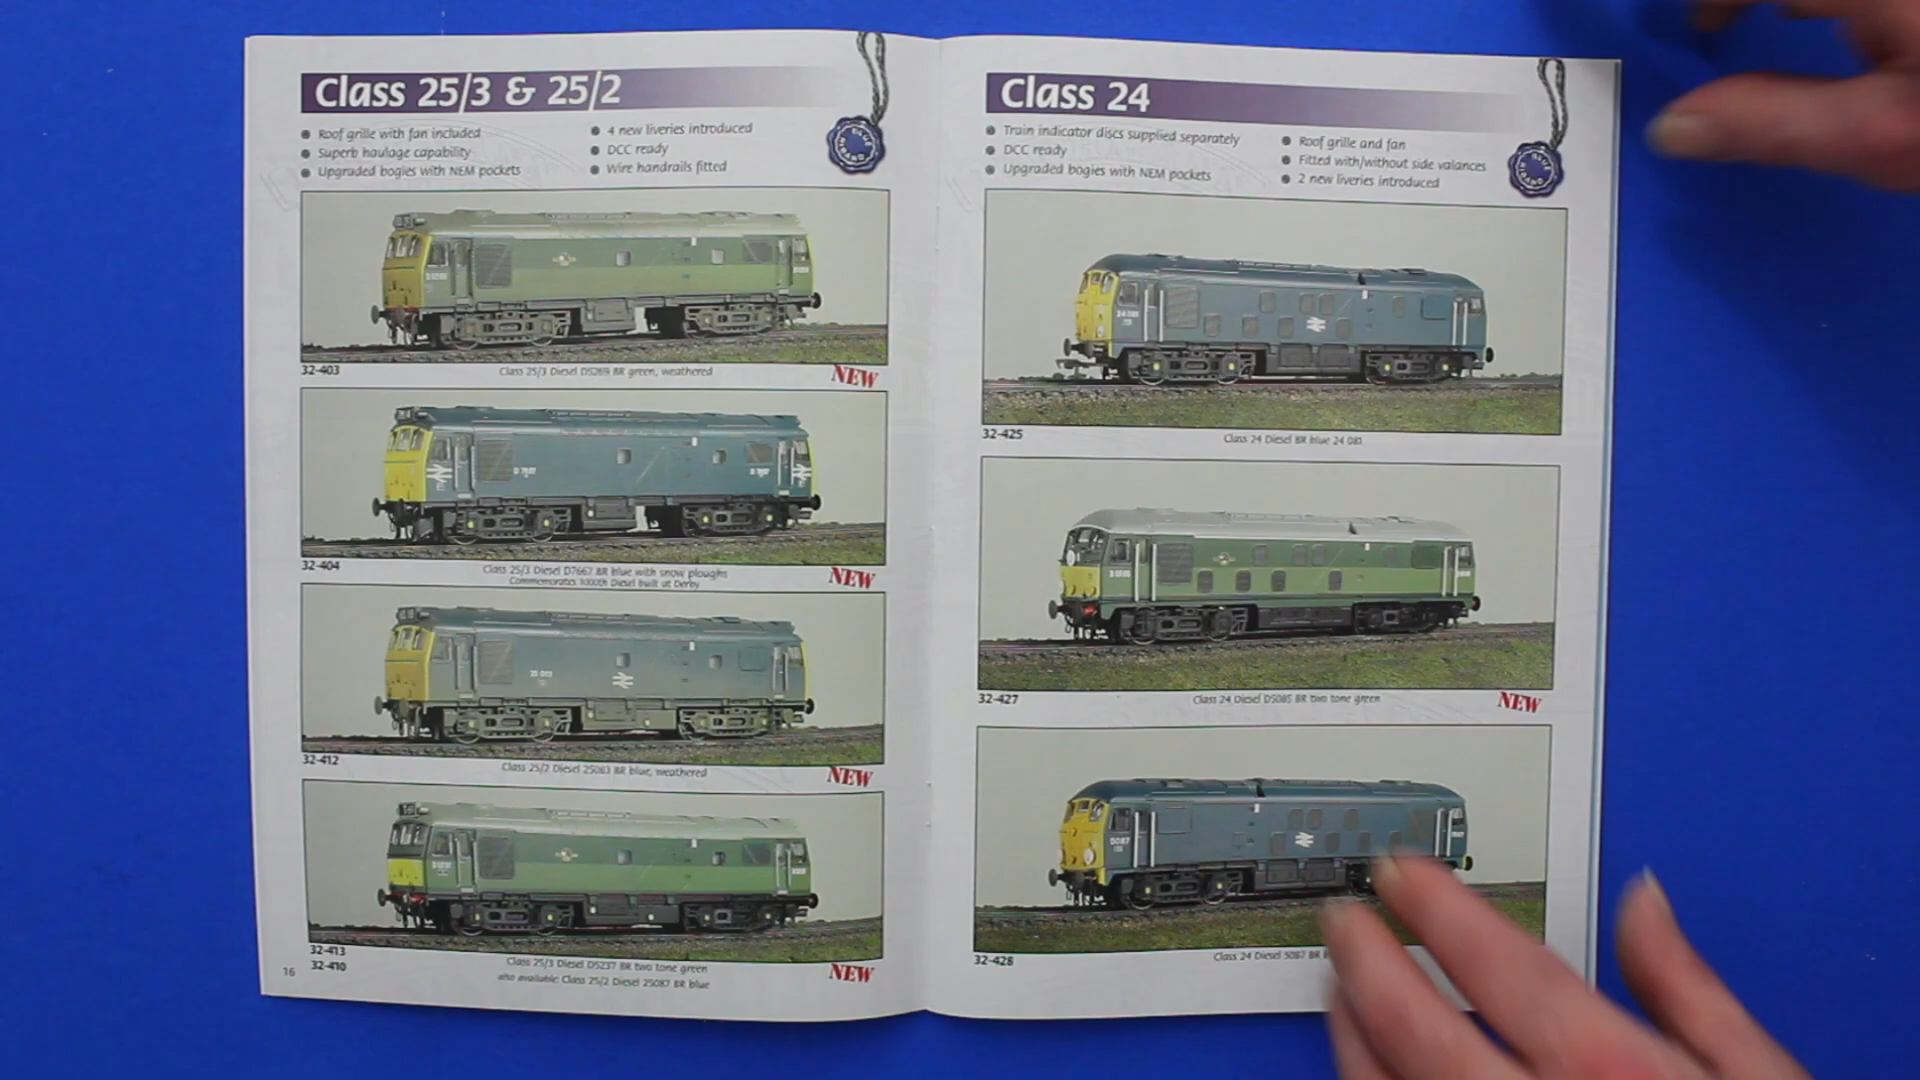 Class 25/3 & 25/2
Roof grille with fan included
Superb haulage capability
Upgraded bogies with NEM pockets
4 new liveries introduced
DCC ready
Wire handrails fitted
BLUE
RIBAND
32-403
Class 25/3 Diesel D5269 BR green, weathered
NEW
32-404
Class 25/3 Diesel D7667 BR blue with snow ploughs
Commemorates 1000th Diesel built at Derby
NEW
32-412
Class 25/2 Diesel 25083 BR blue, weathered
NEW
32-413
Class 25/3 Diesel D5237 BR two tone green
32-410
also available: Class 25/2 Diesel 25087 BR blue
NEW
16
Class 24
Train indicator discs supplied separately
DCC ready
Upgraded bogies with NEM pockets
Roof grille and fan
Fitted with/without side valances
2 new liveries introduced
BLUE
RIBAND
32-425
Class 24 Diesel BR blue 24 081
24 081
32-427
Class 24 Diesel D5085 BR two tone green
NEW
32-428
Class 24 Diesel 5087 BR